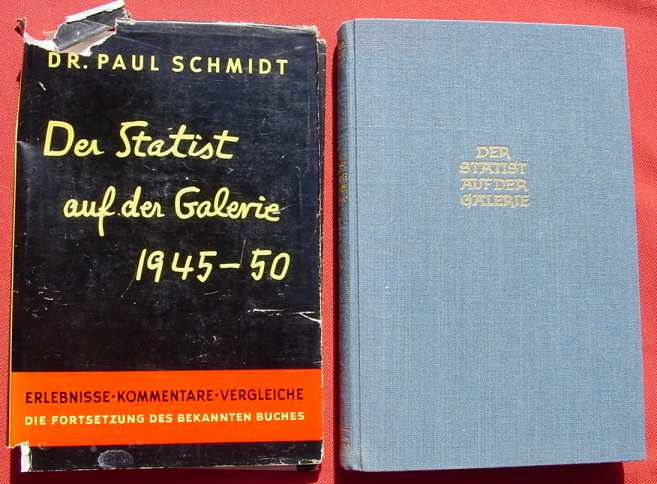 DR. PAUL SCHMIDT
Der Statist
auf der Galerie
1945-50
ERLEBNISSE·KOMMENTARE·VERGLEICHE
DIE FORTSETZUNG DES BEKANNTEN BUCHES
DER
STATIST
AUF DER
GALERIE